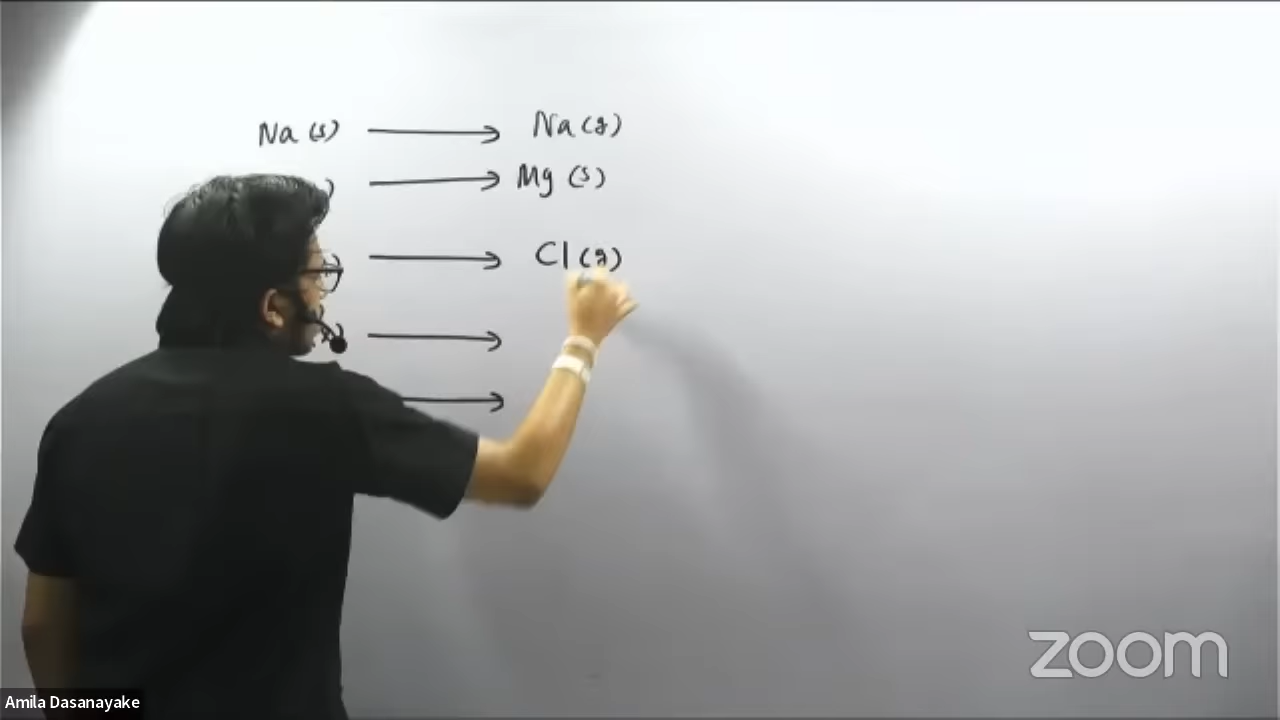 Na (s) ⟶ Na (g)
) ⟶ Mg (s)
⟶ Cl (g)
⟶
⟶
zoom
Amila Dasanayake